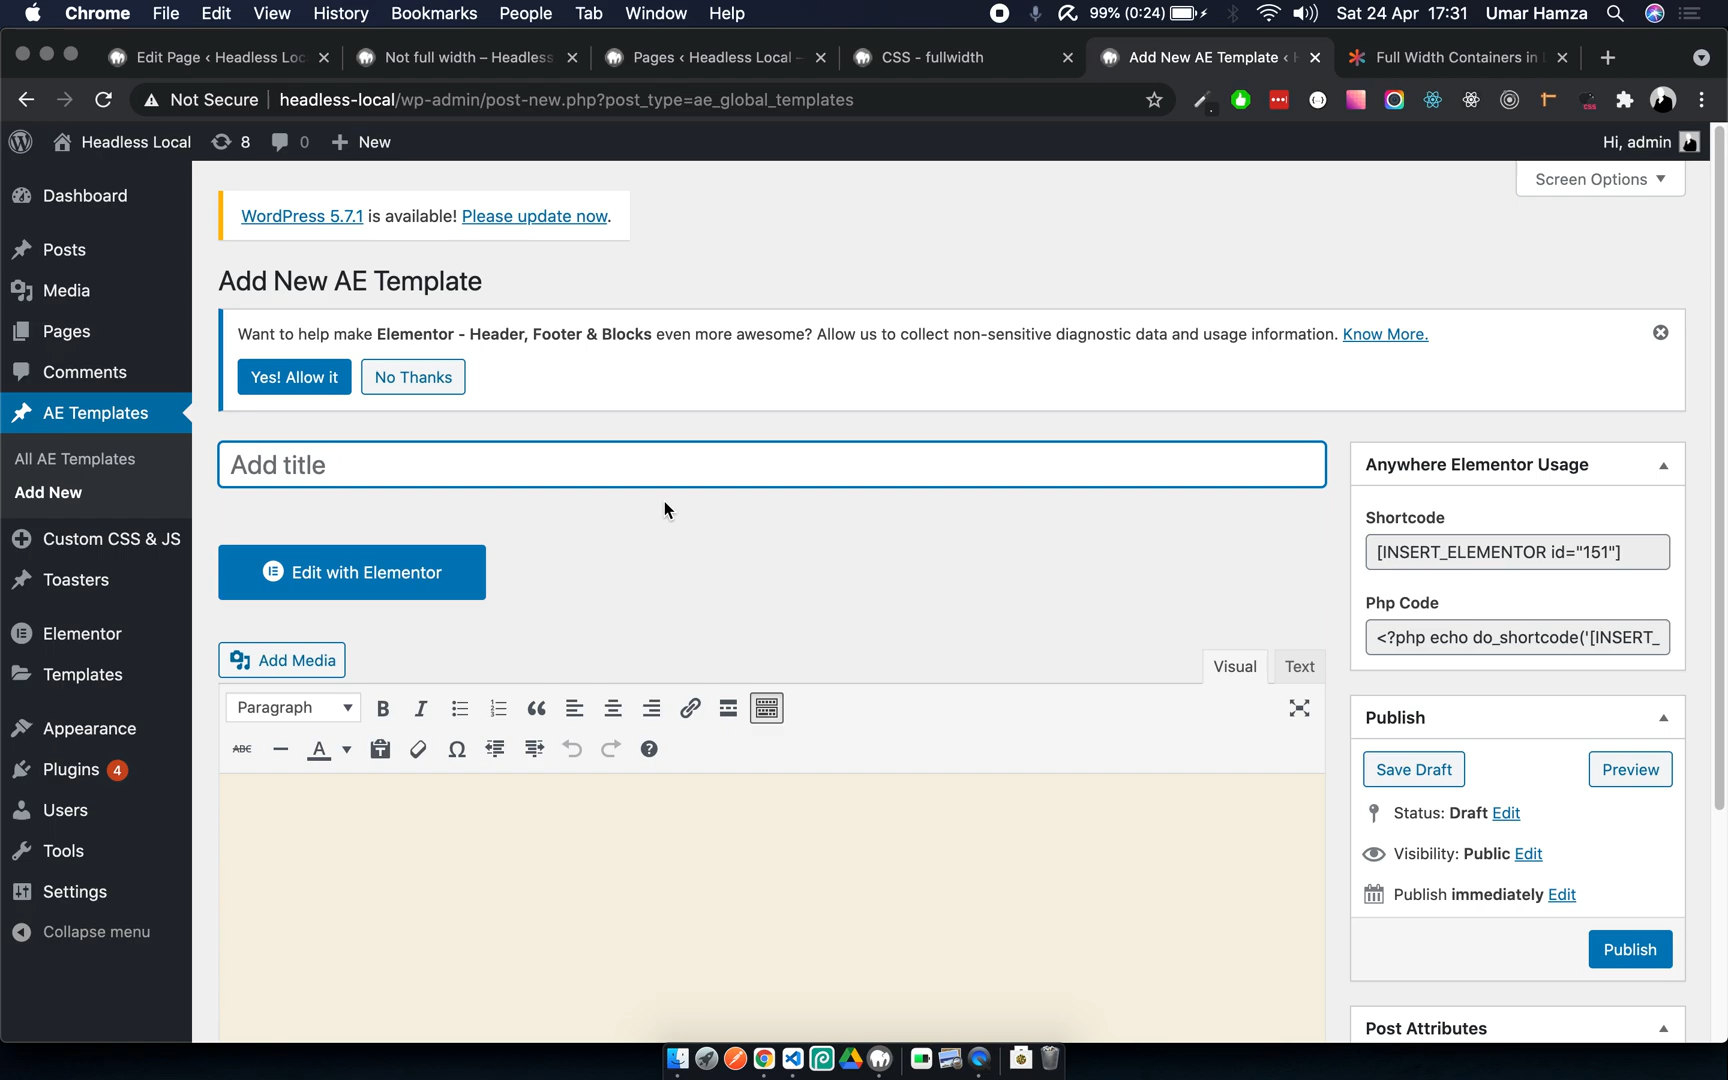 Chrome File Edit View History Bookmarks People Tab Window Help 99% (0:24) Sat 24 Apr 17:31 Umar Hamza
Edit Page ‹ Headless Loc Not full width – Headless Pages ‹ Headless Local – CSS - fullwidth Add New AE Template ‹ H Full Width Containers in
Not Secure headless-local/wp-admin/post-new.php?post_type=ae_global_templates
Headless Local 8 0 New Hi, admin
Screen Options
Dashboard
Posts
Media
Pages
Comments
AE Templates
All AE Templates
Add New
Custom CSS & JS
Toasters
Elementor
Templates
Appearance
Plugins 4
Users
Tools
Settings
Collapse menu
WordPress 5.7.1 is available! Please update now.
Add New AE Template
Want to help make Elementor - Header, Footer & Blocks even more awesome? Allow us to collect non-sensitive diagnostic data and usage information. Know More.
Yes! Allow it No Thanks
Add title
Edit with Elementor
Add Media
Visual Text
Paragraph B I
ABC A
Anywhere Elementor Usage
Shortcode
[INSERT_ELEMENTOR id="151"]
Php Code
<?php echo do_shortcode('[INSERT_
Publish
Save Draft Preview
Status: Draft Edit
Visibility: Public Edit
Publish immediately Edit
Publish
Post Attributes